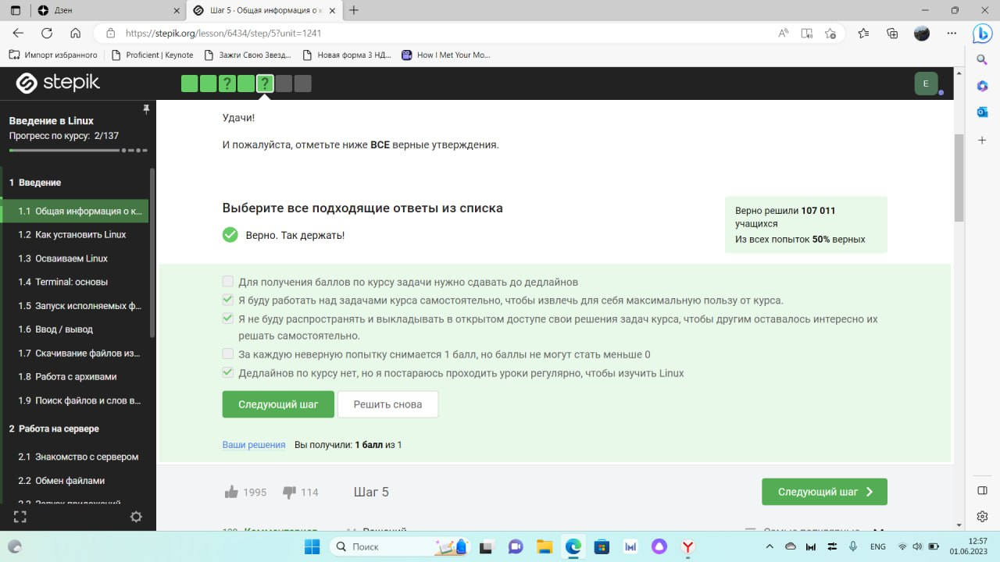 Дзен
Шаг 5 · Общая информация о к
https://stepik.org/lesson/6434/step/5?unit=1241
Импорт избранного
Proficient | Keynote
Зажги Свою Звезд...
Новая форма 3 НД...
How I Met Your Mo...
stepik
?
?
E
Введение в Linux
Прогресс по курсу: 2/137
1 Введение
1.1 Общая информация о к...
1.2 Как установить Linux
1.3 Осваиваем Linux
1.4 Terminal: основы
1.5 Запуск исполняемых ф...
1.6 Ввод / вывод
1.7 Скачивание файлов из...
1.8 Работа с архивами
1.9 Поиск файлов и слов в...
2 Работа на сервере
2.1 Знакомство с сервером
2.2 Обмен файлами
Удачи!
И пожалуйста, отметьте ниже ВСЕ верные утверждения.
Выберите все подходящие ответы из списка
Верно. Так держать!
Верно решили 107 011
учащихся
Из всех попыток 50% верных
Для получения баллов по курсу задачи нужно сдавать до дедлайнов
Я буду работать над задачами курса самостоятельно, чтобы извлечь для себя максимальную пользу от курса.
Я не буду распространять и выкладывать в открытом доступе свои решения задач курса, чтобы другим оставалось интересно их
решать самостоятельно.
За каждую неверную попытку снимается 1 балл, но баллы не могут стать меньше 0
Дедлайнов по курсу нет, но я постараюсь проходить уроки регулярно, чтобы изучить Linux
Следующий шаг
Решить снова
Ваши решения
Вы получили: 1 балл из 1
1995
114
Шаг 5
Следующий шаг
Поиск
ENG
12:57
01.06.2023